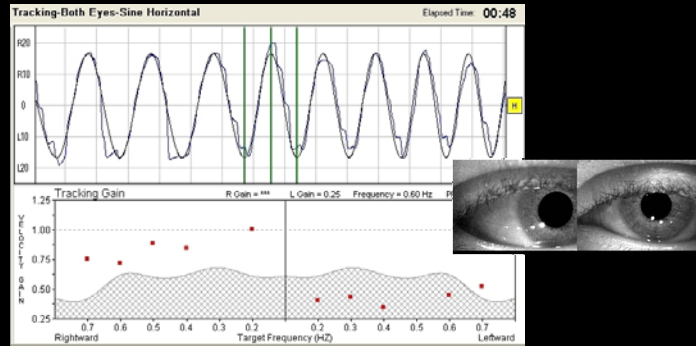 Tracking-Both Eyes-Sine Horizontal
Elapsed Time: 00:48
R20
R10
0
L10
L20
H
Tracking Gain
R Gain = *** L Gain = 0.25 Frequency = 0.60 Hz
1.25
1.00
0.75
0.50
0.25
VELOCITY GAIN
0.7 0.6 0.5 0.4 0.3 0.2 0.2 0.3 0.4 0.5 0.6 0.7
Rightward Target Frequency (HZ) Leftward